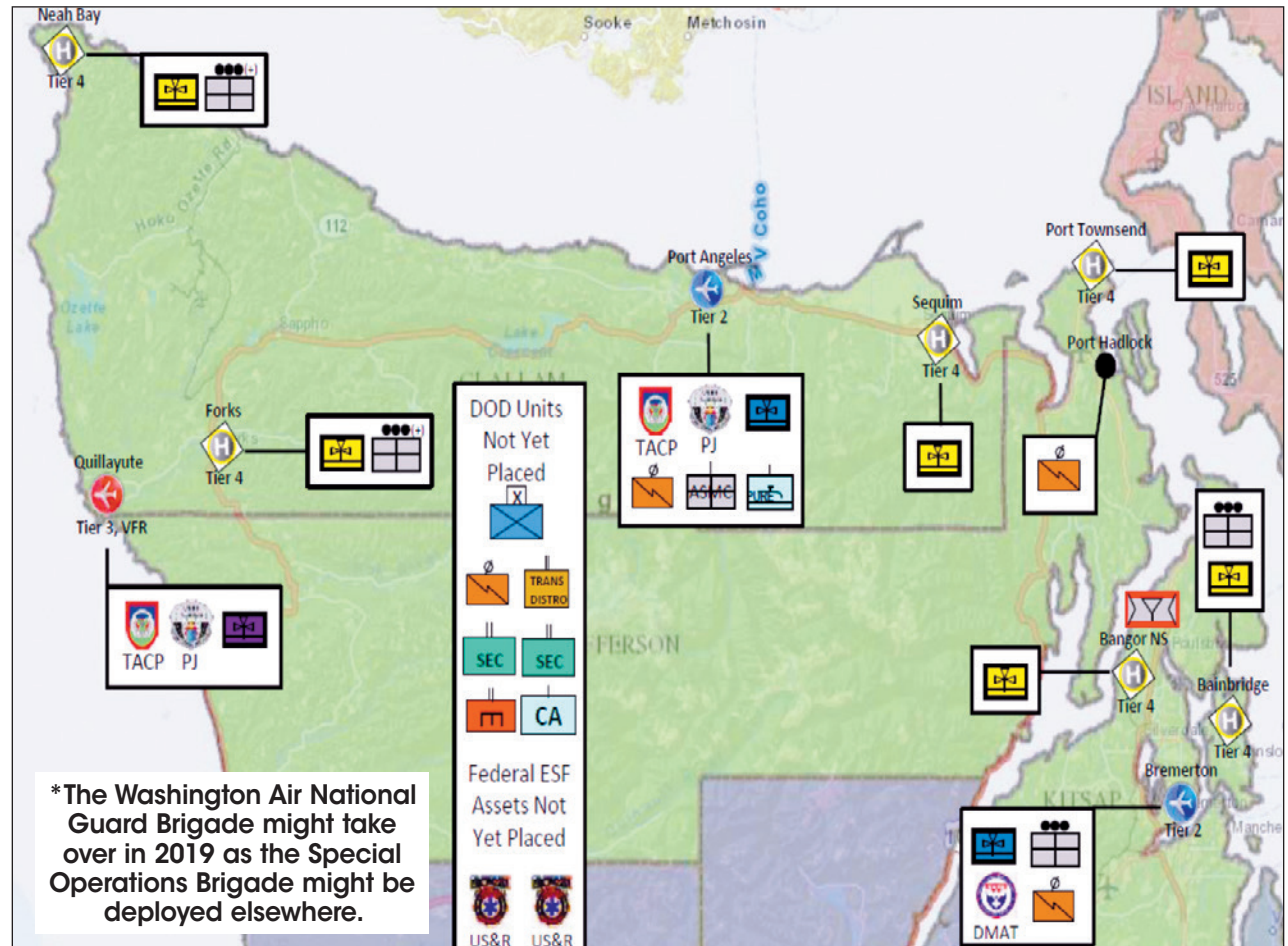 Neah Bay
H
Tier 4
(+)
Sooke
Metchosin
ISLAND
Hoko Ozette Rd
112
Ozette
Lake
Sappho
Lake
Crescent
CLALLAM
M V Coho
Port Angeles
Tier 2
TACP
PJ
ASMC
PURE
Sequim
H
Tier 4
Port Townsend
H
Tier 4
Port Hadlock
525
Forks
H
Tier 4
(+)
Quillayute
Tier 3, VFR
TACP
PJ
DOD Units
Not Yet
Placed
X
TRANS
DISTRO
SEC
SEC
CA
Federal ESF
Assets Not
Yet Placed
US&R
US&R
JEFFERSON
Bangor NS
H
Tier 4
Bainbridge
H
Tier 4
Silverdale
Bremerton
Tier 2
KITSAP
Manche
DMAT
*The Washington Air National
Guard Brigade might take
over in 2019 as the Special
Operations Brigade might be
deployed elsewhere.